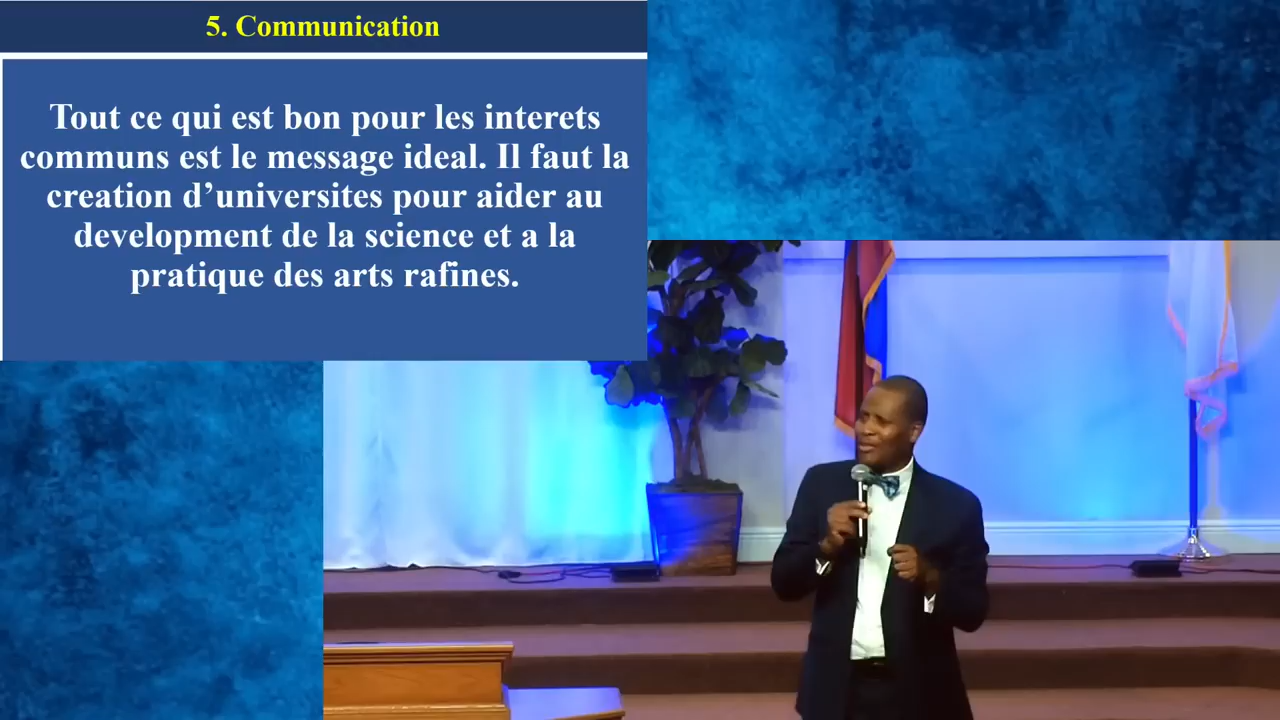 5. Communication
Tout ce qui est bon pour les interets
communs est le message ideal. Il faut la
creation d’universites pour aider au
development de la science et a la
pratique des arts rafines.